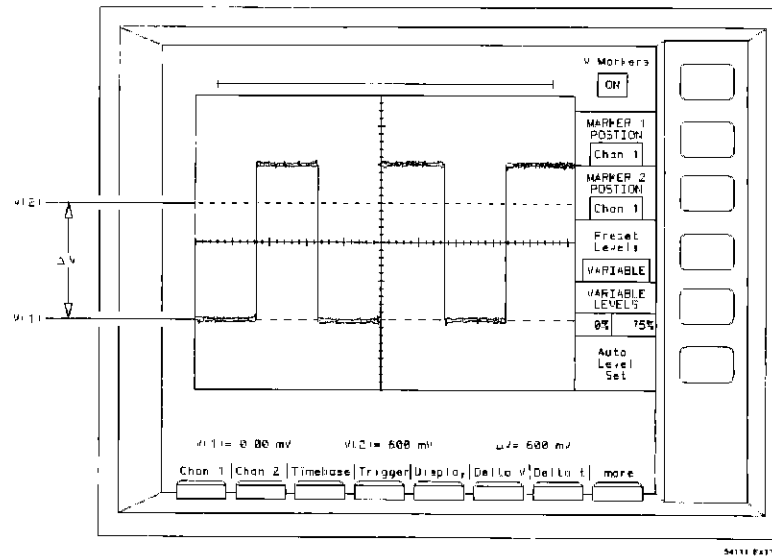 V Markers
ON
MARKER 1
POSTION
Chan 1
MARKER 2
POSTION
Chan 1
Preset
Levels
VARIABLE
VARIABLE
LEVELS
0% 75%
Auto
Level
Set
V(2)
V(1)
V(1)= 0.00 mV V(2)= 600 mV µV= 600 mV
Chan 1 Chan 2 Timebase Trigger Display Delta V Delta t more